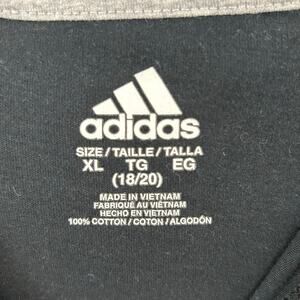 adidas
SIZE / TAILLE / TALLA
XL TG EG
(18/20)
MADE IN VIETNAM
FABRIQUÉ AU VIETNAM
HECHO EN VIETNAM
100% COTTON / COTON / ALGODÓN